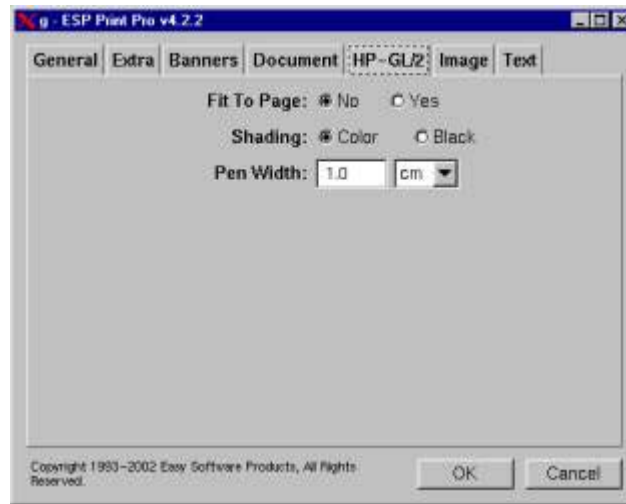 g - ESP Print Pro v4.2.2
General Extra Banners Document HP-GL/2 Image Text
Fit To Page: No Yes
Shading: Color Black
Pen Width: 1.0 cm
Copyright 1993-2002 Easy Software Products, All Rights
Reserved.
OK Cancel